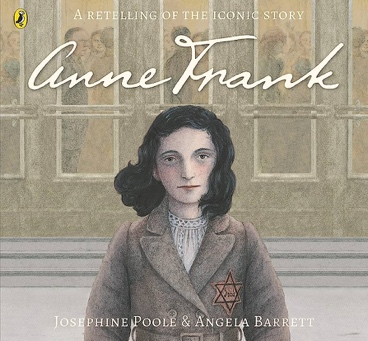 A RETELLING OF THE ICONIC STORY
Anne Frank
JOSEPHINE POOLE & ANGELA BARRETT